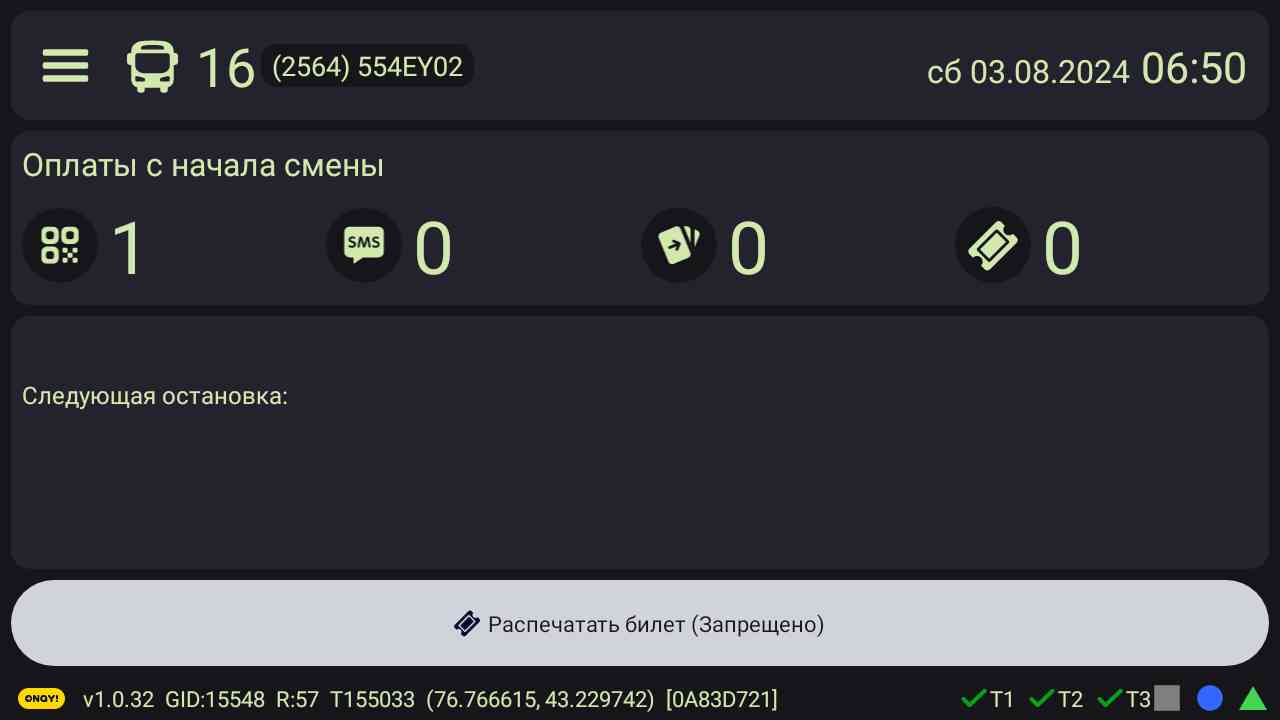 16 (2564) 554EY02 сб 03.08.2024 06:50
Оплаты с начала смены
1 SMS 0 0 0
Следующая остановка:
Распечатать билет (Запрещено)
ONAY! v1.0.32 GID:15548 R:57 T155033 (76.766615, 43.229742) [0A83D721] T1 T2 T3